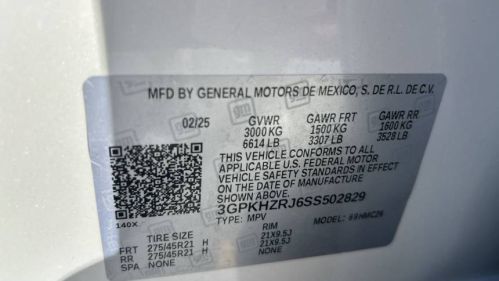 MFD BY GENERAL MOTORS DE MEXICO, S. DE R.L. DE C.V.
02/25 GVWR GAWR FRT GAWR RR
3000 KG 1500 KG 1600 KG
6614 LB 3307 LB 3528 LB
THIS VEHICLE CONFORMS TO ALL
APPLICABLE U.S. FEDERAL MOTOR
VEHICLE SAFETY STANDARDS IN EFFECT
ON THE DATE OF MANUFACTURE
SHOWN ABOVE.
3GPKHZRJ6SS502829
140X TYPE: MPV MODEL:
TIRE SIZE RIM
FRT 275/45R21 H 21X9.5J
RR 275/45R21 H 21X9.5J
SPA NONE NONE
gm